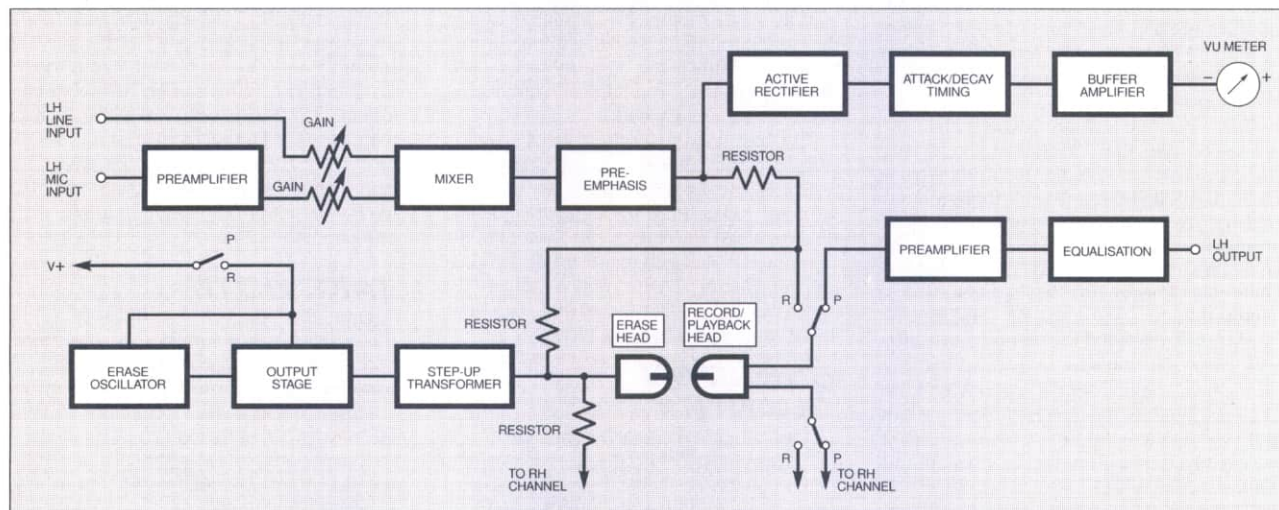 VU METER
ACTIVE
RECTIFIER
ATTACK/DECAY
TIMING
BUFFER
AMPLIFIER
−
+
LH
LINE
INPUT
GAIN
LH
MIC
INPUT
PREAMPLIFIER
GAIN
MIXER
PRE-
EMPHASIS
RESISTOR
V+
P
R
PREAMPLIFIER
EQUALISATION
LH
OUTPUT
R
P
RESISTOR
ERASE
HEAD
RECORD/
PLAYBACK
HEAD
ERASE
OSCILLATOR
OUTPUT
STAGE
STEP-UP
TRANSFORMER
RESISTOR
R
P
TO RH
CHANNEL
TO RH
CHANNEL